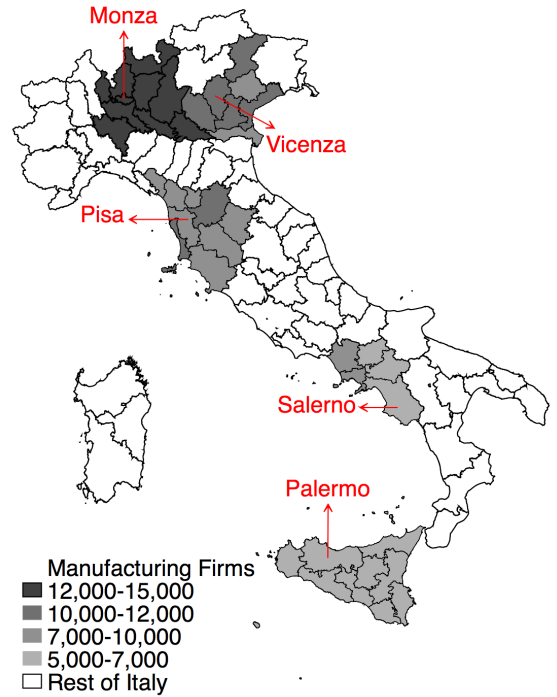 Monza
Vicenza
Pisa
Salerno
Palermo
Manufacturing Firms
12,000-15,000
10,000-12,000
7,000-10,000
5,000-7,000
Rest of Italy